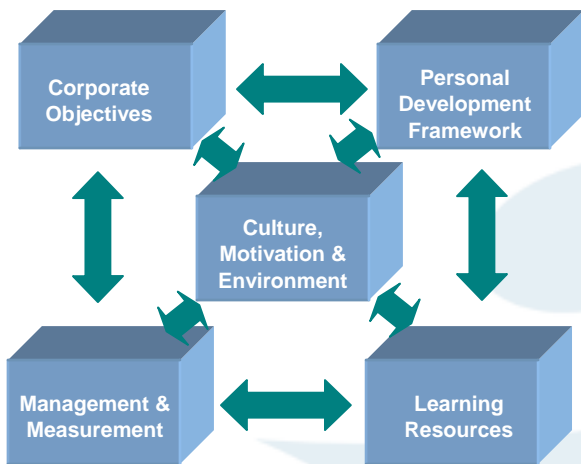 Corporate
Objectives
Personal
Development
Framework
Culture,
Motivation &
Environment
Management &
Measurement
Learning
Resources